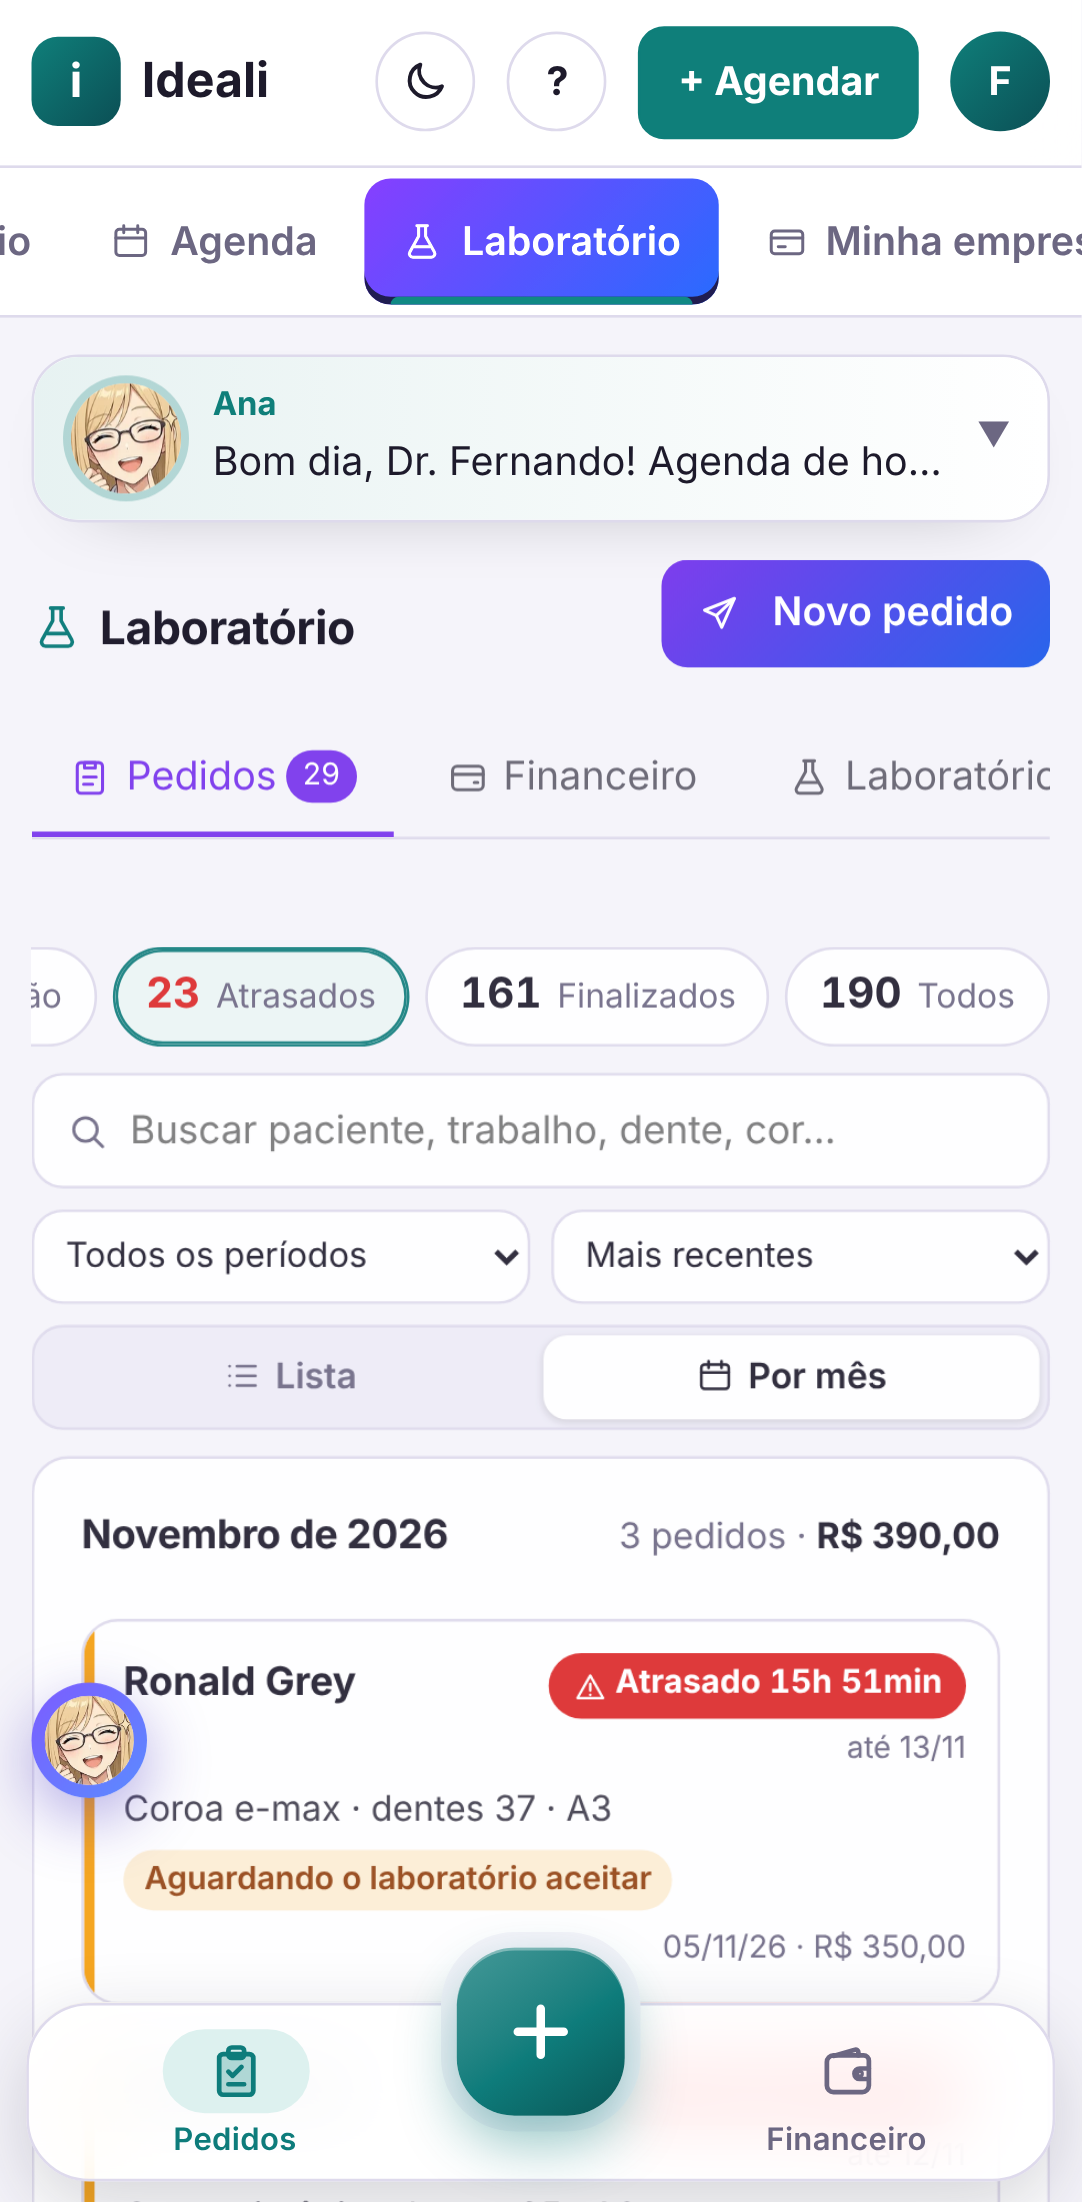 i Ideali ? + Agendar F
io Agenda Laboratório Minha empres
Ana
Bom dia, Dr. Fernando! Agenda de ho...
Laboratório Novo pedido
Pedidos 29 Financeiro Laboratóric
ão 23 Atrasados 161 Finalizados 190 Todos
Buscar paciente, trabalho, dente, cor...
Todos os períodos Mais recentes
Lista Por mês
Novembro de 2026 3 pedidos · R$ 390,00
Ronald Grey Atrasado 15h 51min
até 13/11
Coroa e-max · dentes 37 · A3
Aguardando o laboratório aceitar
05/11/26 · R$ 350,00
Pedidos + Financeiro
até 12/11